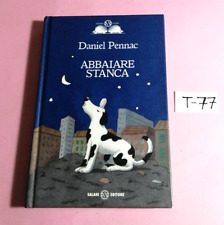 Daniel Pennac
ABBAIARE
STANCA
T-77
SALANI EDITORE